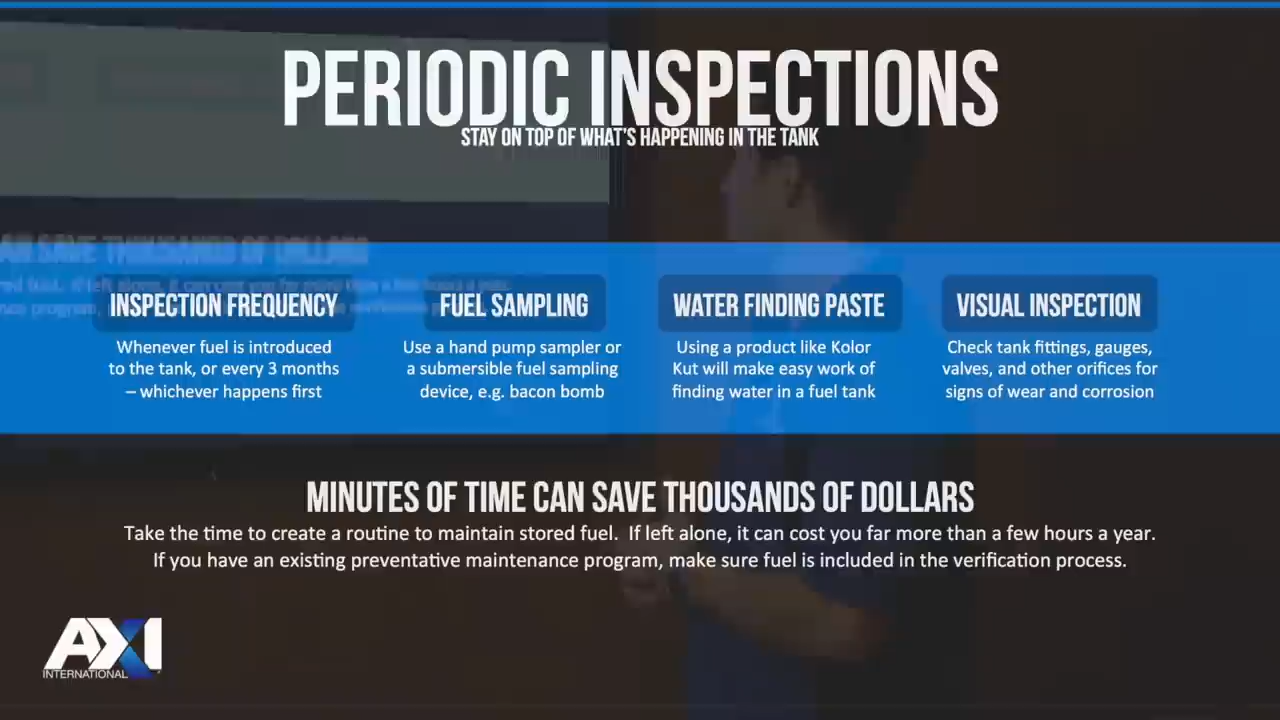 PERIODIC INSPECTIONS
STAY ON TOP OF WHAT'S HAPPENING IN THE TANK
INSPECTION FREQUENCY
Whenever fuel is introduced
to the tank, or every 3 months
– whichever happens first
FUEL SAMPLING
Use a hand pump sampler or
a submersible fuel sampling
device, e.g. bacon bomb
WATER FINDING PASTE
Using a product like Kolor
Kut will make easy work of
finding water in a fuel tank
VISUAL INSPECTION
Check tank fittings, gauges,
valves, and other orifices for
signs of wear and corrosion
MINUTES OF TIME CAN SAVE THOUSANDS OF DOLLARS
Take the time to create a routine to maintain stored fuel.  If left alone, it can cost you far more than a few hours a year.
If you have an existing preventative maintenance program, make sure fuel is included in the verification process.
AXI
INTERNATIONAL